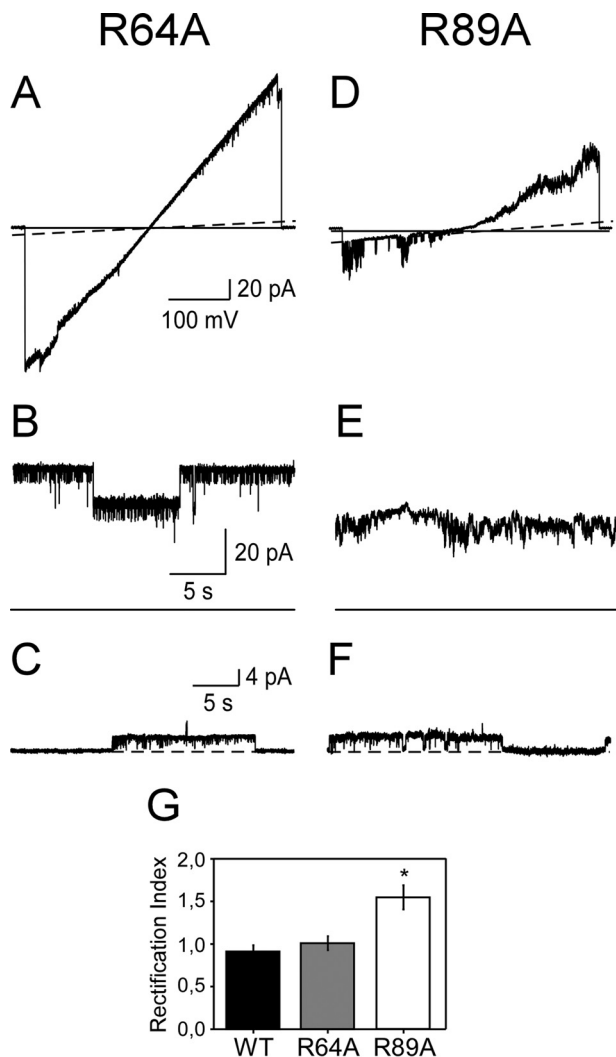 R64A
R89A
A
D
20 pA
100 mV
B
E
20 pA
5 s
C
F
4 pA
5 s
G
Rectification Index
2,0
1,5
1,0
0,5
0,0
*
WT
R64A
R89A